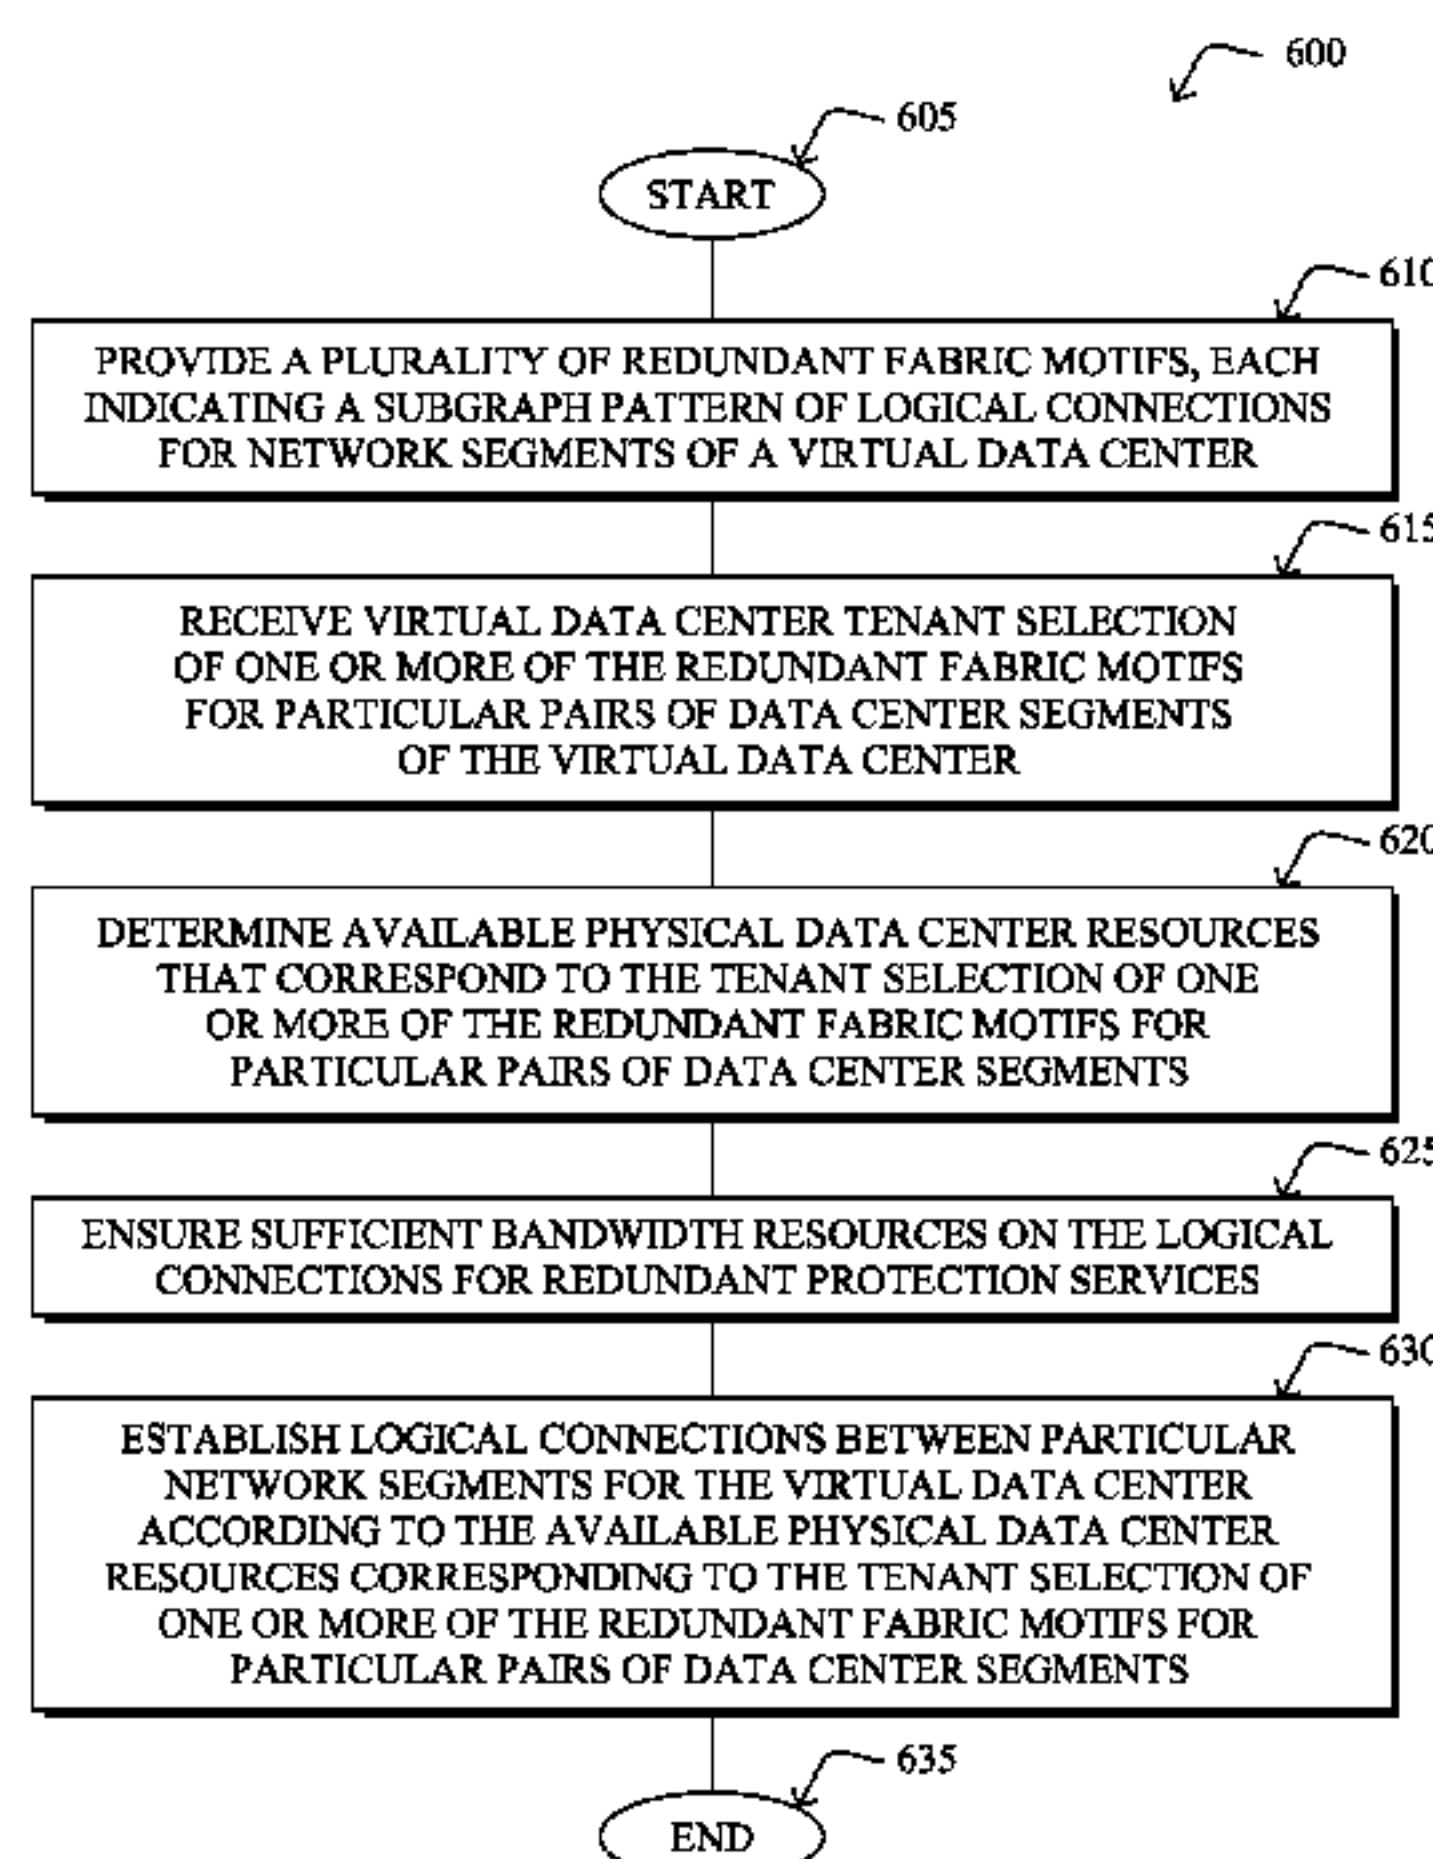 600
605
START
610
PROVIDE A PLURALITY OF REDUNDANT FABRIC MOTIFS, EACH
INDICATING A SUBGRAPH PATTERN OF LOGICAL CONNECTIONS
FOR NETWORK SEGMENTS OF A VIRTUAL DATA CENTER
615
RECEIVE VIRTUAL DATA CENTER TENANT SELECTION
OF ONE OR MORE OF THE REDUNDANT FABRIC MOTIFS
FOR PARTICULAR PAIRS OF DATA CENTER SEGMENTS
OF THE VIRTUAL DATA CENTER
620
DETERMINE AVAILABLE PHYSICAL DATA CENTER RESOURCES
THAT CORRESPOND TO THE TENANT SELECTION OF ONE
OR MORE OF THE REDUNDANT FABRIC MOTIFS FOR
PARTICULAR PAIRS OF DATA CENTER SEGMENTS
625
ENSURE SUFFICIENT BANDWIDTH RESOURCES ON THE LOGICAL
CONNECTIONS FOR REDUNDANT PROTECTION SERVICES
630
ESTABLISH LOGICAL CONNECTIONS BETWEEN PARTICULAR
NETWORK SEGMENTS FOR THE VIRTUAL DATA CENTER
ACCORDING TO THE AVAILABLE PHYSICAL DATA CENTER
RESOURCES CORRESPONDING TO THE TENANT SELECTION OF
ONE OR MORE OF THE REDUNDANT FABRIC MOTIFS FOR
PARTICULAR PAIRS OF DATA CENTER SEGMENTS
635
END